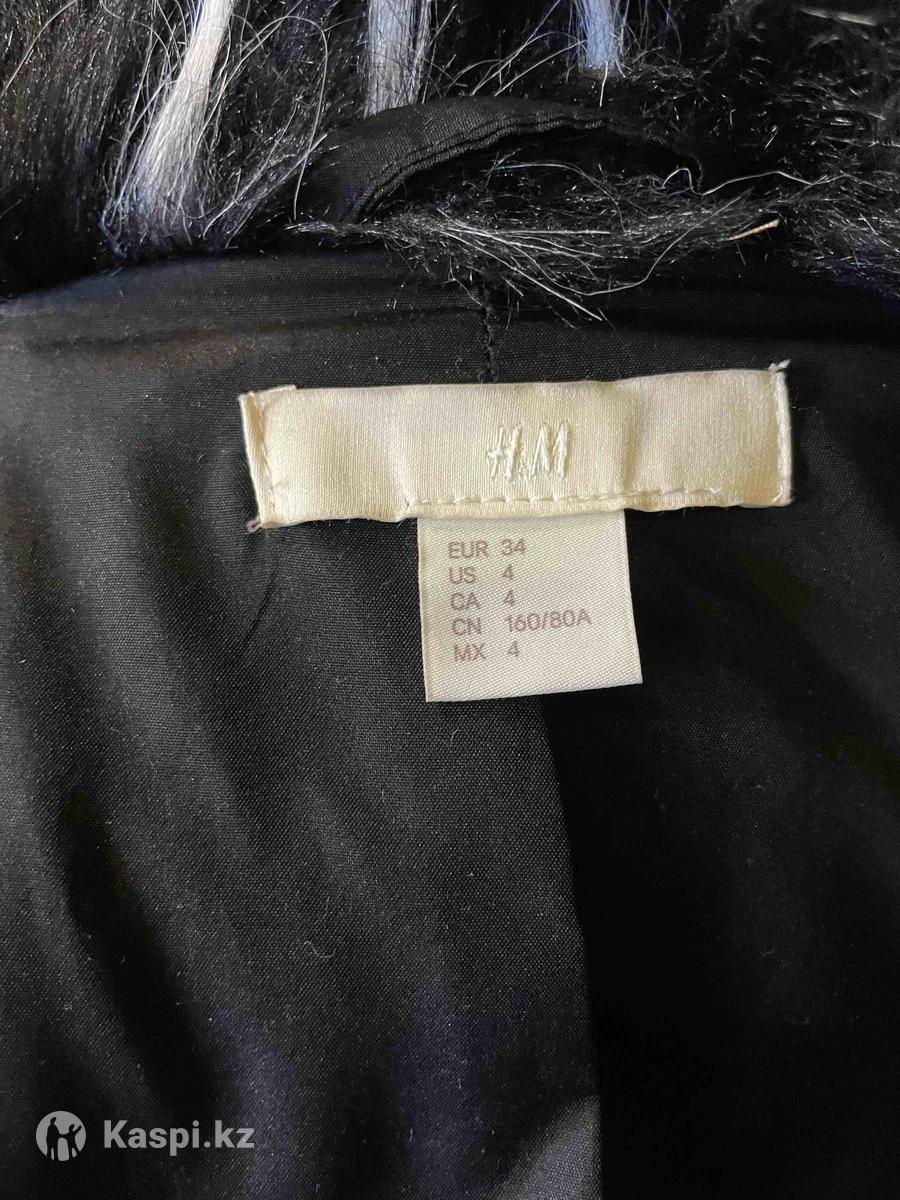 H&M
EUR 34
US 4
CA 4
CN 160/80A
MX 4
Kaspi.kz